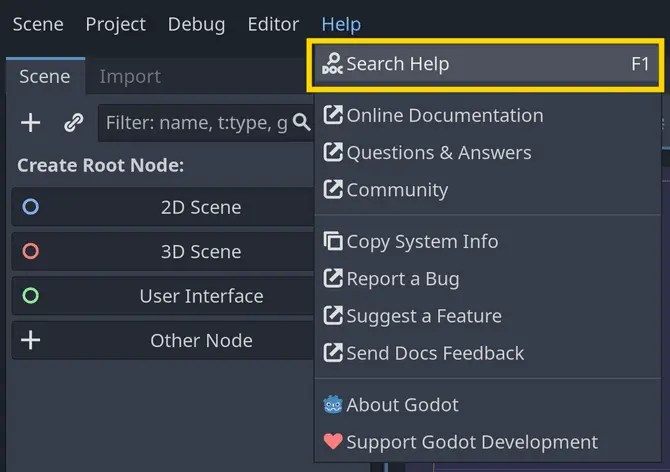 Scene Project Debug Editor Help
Search Help F1
Scene Import
Filter: name, t:type, g
Create Root Node:
2D Scene
3D Scene
User Interface
Other Node
Online Documentation
Questions & Answers
Community
Copy System Info
Report a Bug
Suggest a Feature
Send Docs Feedback
About Godot
Support Godot Development